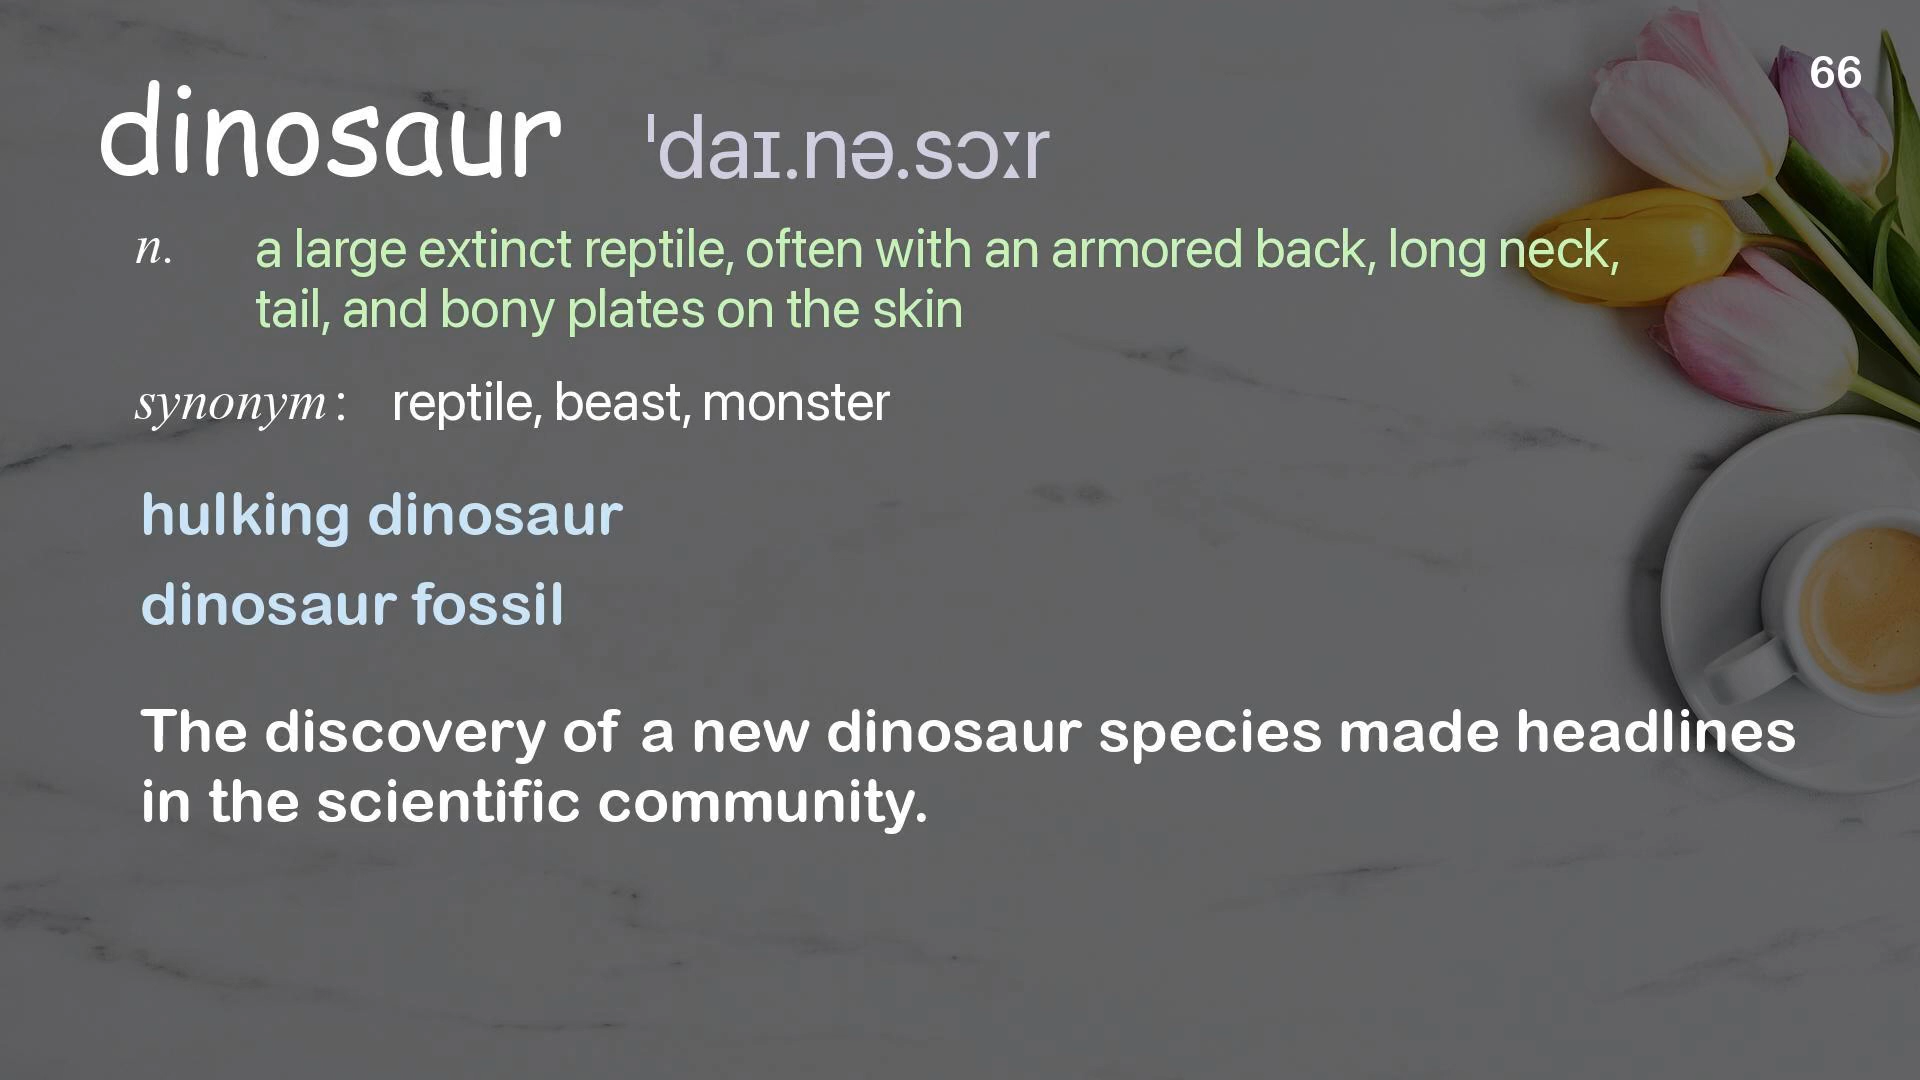 66
dinosaur ˈdaɪ.nə.sɔːr
n. a large extinct reptile, often with an armored back, long neck,
tail, and bony plates on the skin
synonym: reptile, beast, monster
hulking dinosaur
dinosaur fossil
The discovery of a new dinosaur species made headlines
in the scientific community.